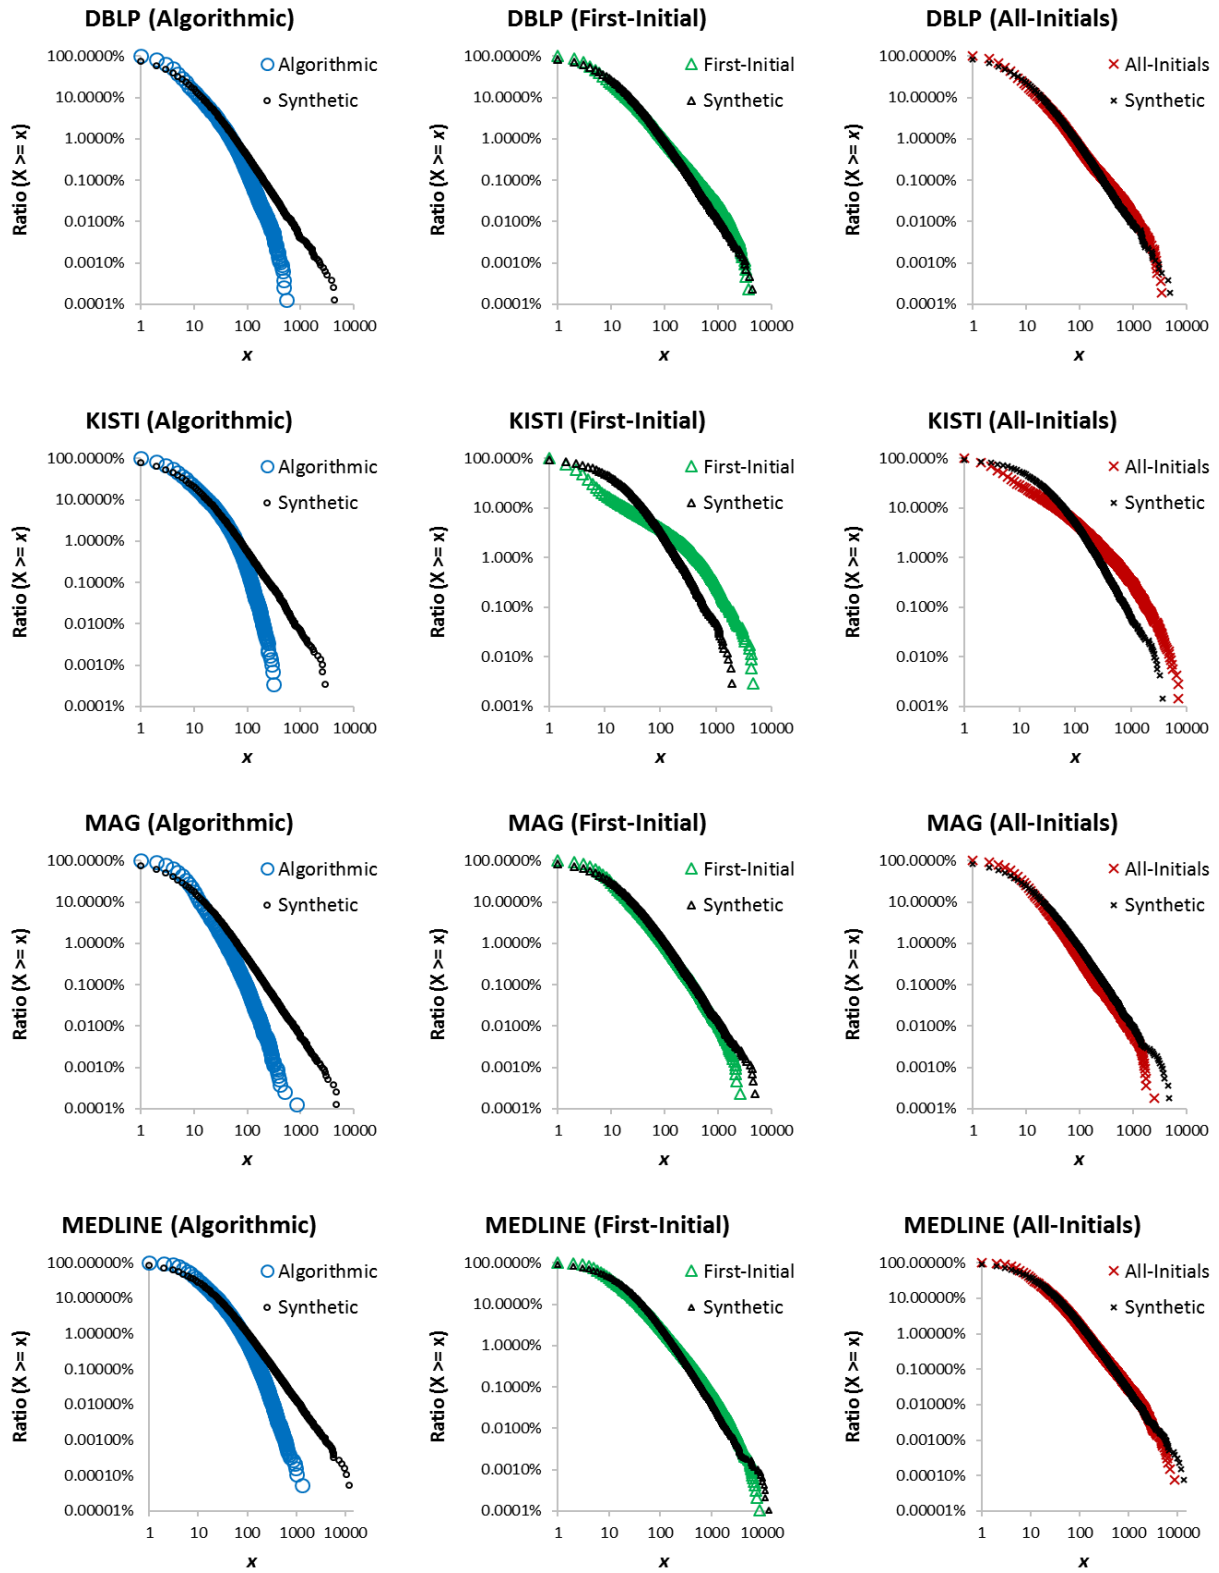 DBLP (Algorithmic)
Ratio (X >= x)
100.0000%
10.0000%
1.0000%
0.1000%
0.0100%
0.0010%
0.0001%
Algorithmic
Synthetic
1 10 100 1000 10000
x
DBLP (First-Initial)
Ratio (X >= x)
100.0000%
10.0000%
1.0000%
0.1000%
0.0100%
0.0010%
0.0001%
First-Initial
Synthetic
1 10 100 1000 10000
x
DBLP (All-Initials)
Ratio (X >= x)
100.0000%
10.0000%
1.0000%
0.1000%
0.0100%
0.0010%
0.0001%
All-Initials
Synthetic
1 10 100 1000 10000
x
KISTI (Algorithmic)
Ratio (X >= x)
100.0000%
10.0000%
1.0000%
0.1000%
0.0100%
0.0010%
0.0001%
Algorithmic
Synthetic
1 10 100 1000 10000
x
KISTI (First-Initial)
Ratio (X >= x)
100.000%
10.000%
1.000%
0.100%
0.010%
0.001%
First-Initial
Synthetic
1 10 100 1000 10000
x
KISTI (All-Initials)
Ratio (X >= x)
100.000%
10.000%
1.000%
0.100%
0.010%
0.001%
All-Initials
Synthetic
1 10 100 1000 10000
x
MAG (Algorithmic)
Ratio (X >= x)
100.0000%
10.0000%
1.0000%
0.1000%
0.0100%
0.0010%
0.0001%
Algorithmic
Synthetic
1 10 100 1000 10000
x
MAG (First-Initial)
Ratio (X >= x)
100.0000%
10.0000%
1.0000%
0.1000%
0.0100%
0.0010%
0.0001%
First-Initial
Synthetic
1 10 100 1000 10000
x
MAG (All-Initials)
Ratio (X >= x)
100.0000%
10.0000%
1.0000%
0.1000%
0.0100%
0.0010%
0.0001%
All-Initials
Synthetic
1 10 100 1000 10000
x
MEDLINE (Algorithmic)
Ratio (X >= x)
100.00000%
10.00000%
1.00000%
0.10000%
0.01000%
0.00100%
0.00010%
0.00001%
Algorithmic
Synthetic
1 10 100 1000 10000
x
MEDLINE (First-Initial)
Ratio (X >= x)
100.0000%
10.0000%
1.0000%
0.1000%
0.0100%
0.0010%
0.0001%
First-Initial
Synthetic
1 10 100 1000 10000
x
MEDLINE (All-Initials)
Ratio (X >= x)
100.00000%
10.00000%
1.00000%
0.10000%
0.01000%
0.00100%
0.00010%
0.00001%
All-Initials
Synthetic
1 10 100 1000 10000
x